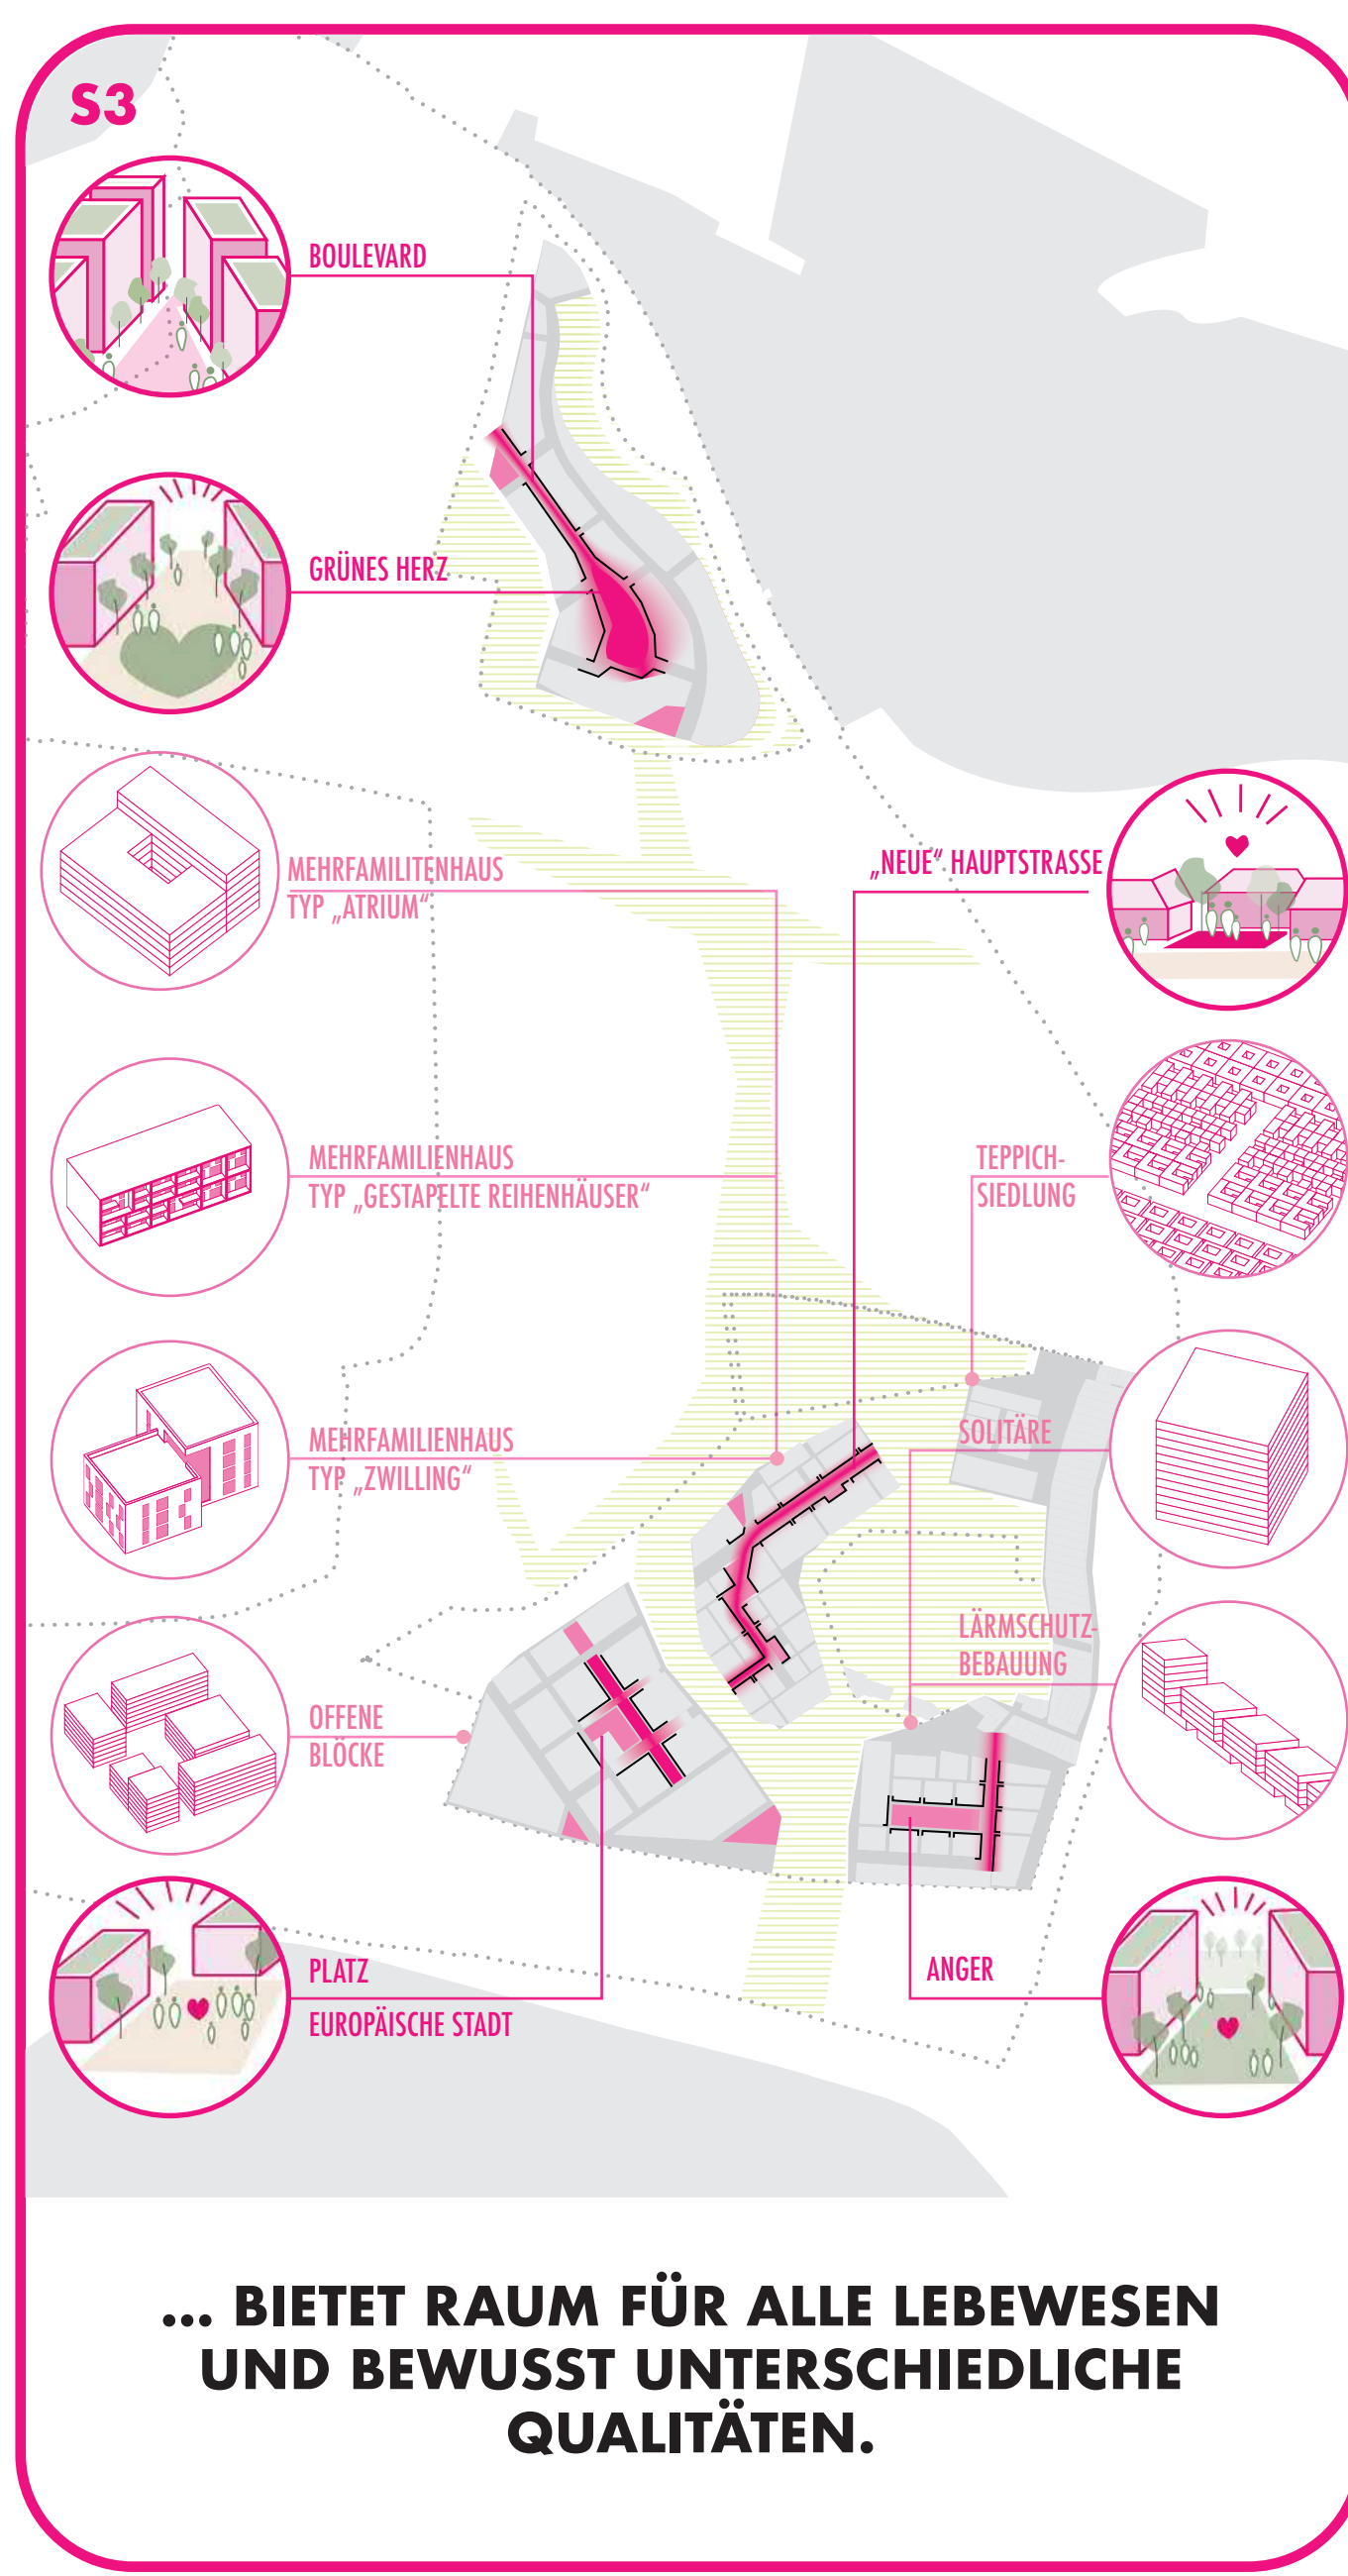 S3
BOULEVARD
GRÜNES HERZ
MEHRFAMILITENHAUS
TYP „ATRIUM“
„NEUE“ HAUPTSTRASSE
MEHRFAMILIENHAUS
TYP „GESTAPELTE REIHENHÄUSER“
TEPPICH-
SIEDLUNG
MEHRFAMILIENHAUS
TYP „ZWILLING“
SOLITÄRE
LÄRMSCHUTZ-
BEBAUUNG
OFFENE
BLÖCKE
PLATZ
EUROPÄISCHE STADT
ANGER
... BIETET RAUM FÜR ALLE LEBEWESEN
UND BEWUSST UNTERSCHIEDLICHE
QUALITÄTEN.